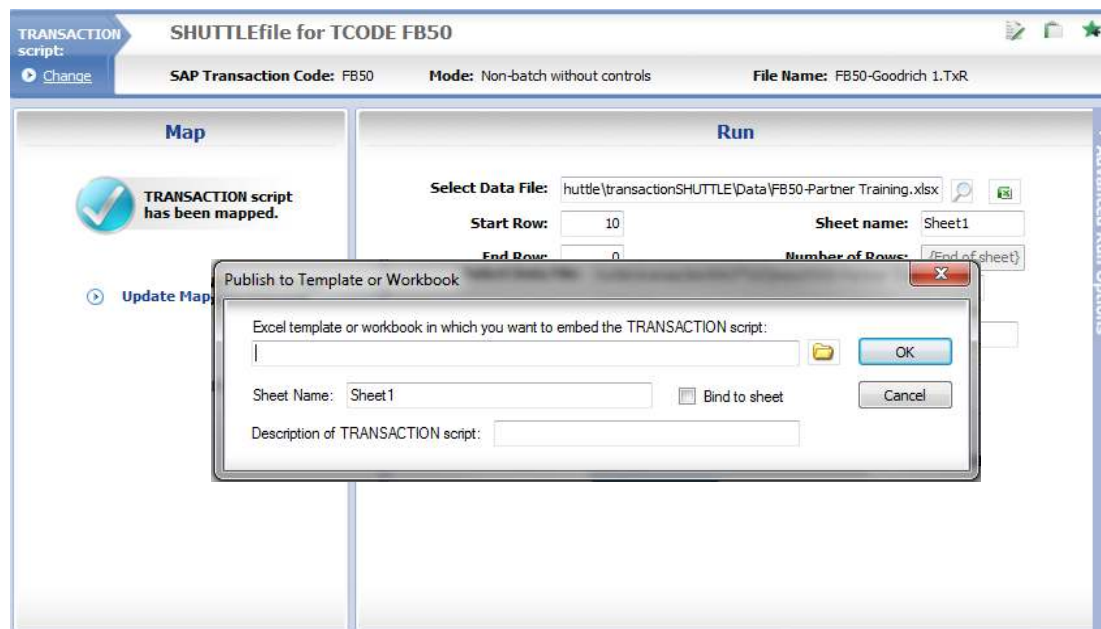 TRANSACTION
script:
SHUTTLEfile for TCODE FB50
Change
SAP Transaction Code: FB50 Mode: Non-batch without controls File Name: FB50-Goodrich 1.TxR
Map
Run
TRANSACTION script
has been mapped.
Select Data File: huttle\transactionSHUTTLE\Data\FB50-Partner Training.xlsx
Start Row: 10 Sheet name: Sheet1
End Row: 0 Number of Rows: {End of sheet}
Update Map
Advanced Run Options
Publish to Template or Workbook
Excel template or workbook in which you want to embed the TRANSACTION script:
OK
Sheet Name: Sheet1 Bind to sheet Cancel
Description of TRANSACTION script: